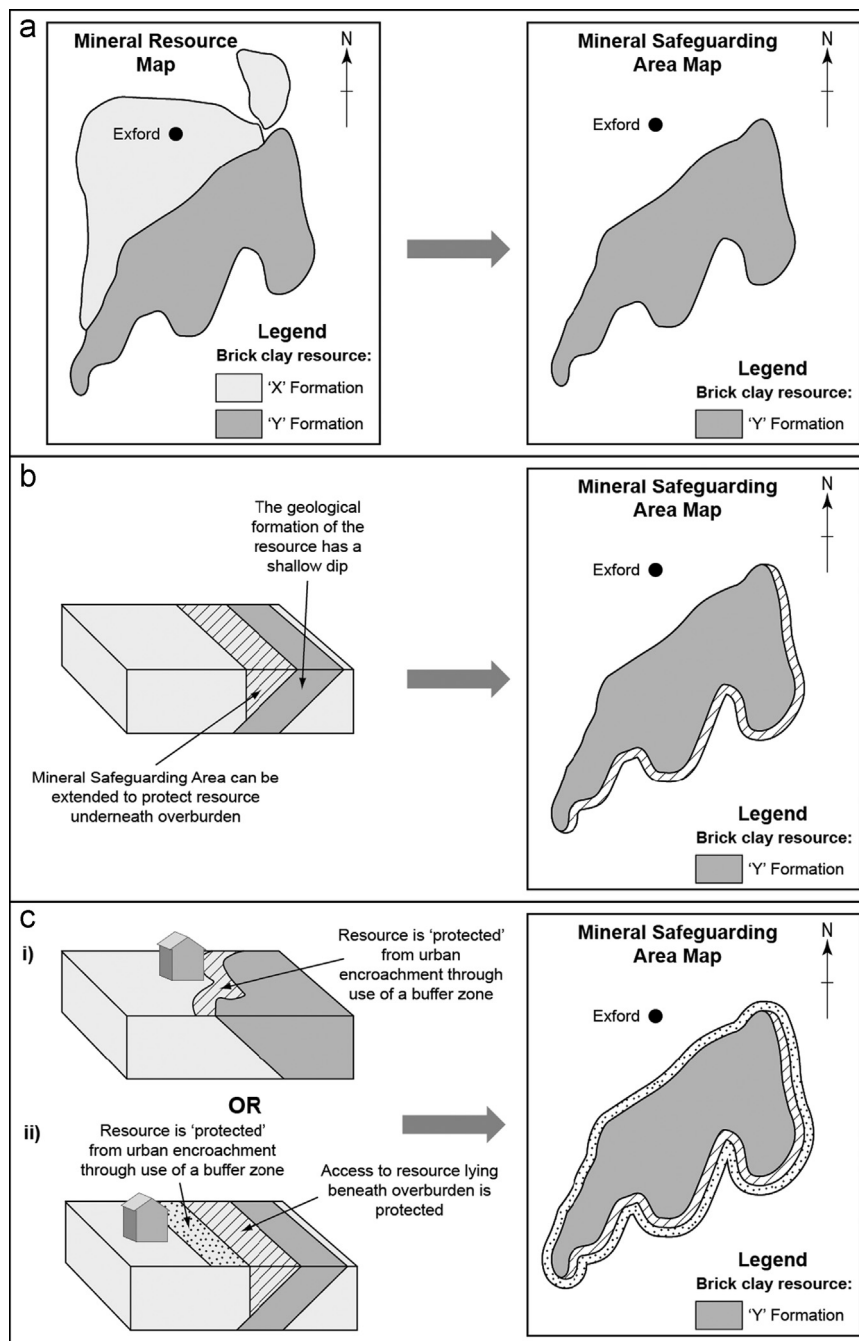 a
Mineral Resource
Map
N
Exford
Legend
Brick clay resource:
‘X’ Formation
‘Y’ Formation
Mineral Safeguarding
Area Map
N
Exford
Legend
Brick clay resource:
‘Y’ Formation
b
The geological
formation of the
resource has a
shallow dip
Mineral Safeguarding Area can be
extended to protect resource
underneath overburden
Mineral Safeguarding
Area Map
N
Exford
Legend
Brick clay resource:
‘Y’ Formation
c
i)
Resource is ‘protected’
from urban
encroachment through
use of a buffer zone
OR
ii)
Resource is ‘protected’
from urban encroachment
through use of a buffer zone
Access to resource lying
beneath overburden is
protected
Mineral Safeguarding
Area Map
N
Exford
Legend
Brick clay resource:
‘Y’ Formation